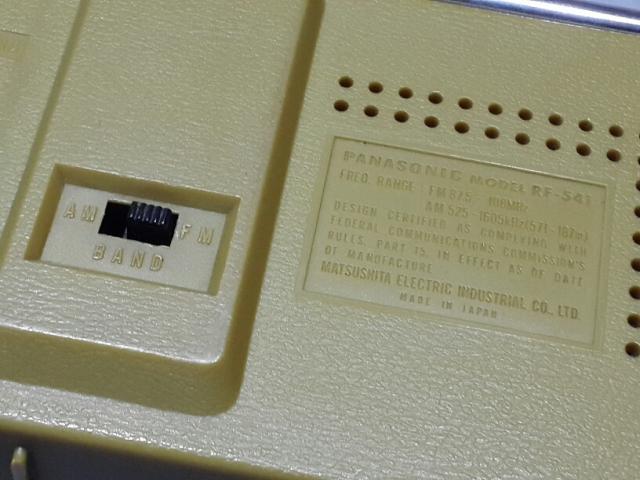 AM FM
BAND
PANASONIC MODEL RF-541
FREQ. RANGE: FM 87.5 - 108MHz
AM 525 - 1605kHz(571-187m)
DESIGN CERTIFIED AS COMPLYING WITH
FEDERAL COMMUNICATIONS COMMISSION'S
RULES, PART 15, IN EFFECT AS OF DATE
OF MANUFACTURE
MATSUSHITA ELECTRIC INDUSTRIAL CO., LTD.
MADE IN JAPAN